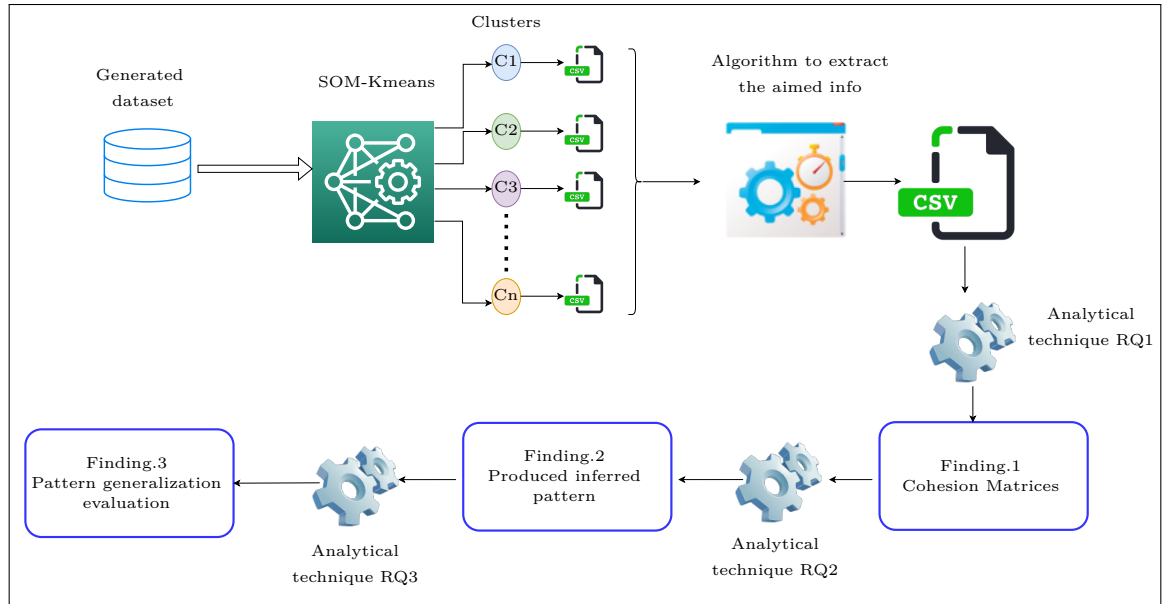 Clusters
Generated
dataset
SOM-Kmeans
C1
CSV
C2
CSV
C3
CSV
Cn
CSV
Algorithm to extract
the aimed info
CSV
Analytical
technique RQ1
Finding.1
Cohesion Matrices
Analytical
technique RQ2
Finding.2
Produced inferred
pattern
Analytical
technique RQ3
Finding.3
Pattern generalization
evaluation